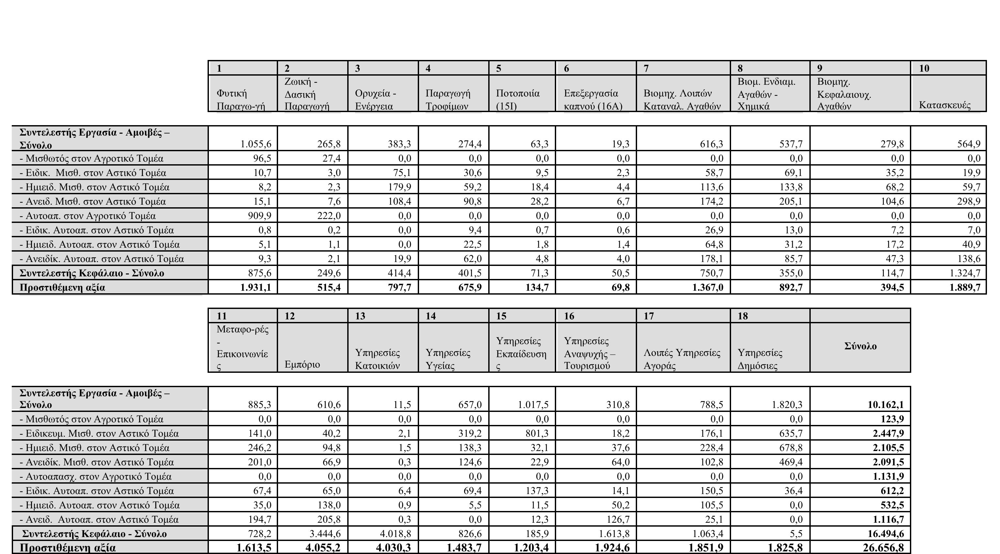 1 2 3 4 5 6 7 8 9 10
Φυτική Παραγω-γή Ζωική - Δασική Παραγωγή Ορυχεία - Ενέργεια Παραγωγή Τροφίμων Ποτοποιία (15Ι) Επεξεργασία καπνού (16Α) Βιομηχ. Λοιπών Καταναλ. Αγαθών Βιομ. Ενδιαμ. Αγαθών - Χημικά Βιομηχ. Κεφαλαιουχ. Αγαθών Κατασκευές
Συντελεστής Εργασία - Αμοιβές –
Σύνολο 1.055,6 265,8 383,3 274,4 63,3 19,3 616,3 537,7 279,8 564,9
- Μισθωτός στον Αγροτικό Τομέα 96,5 27,4 0,0 0,0 0,0 0,0 0,0 0,0 0,0 0,0
- Ειδικ.  Μισθ. στον Αστικό Τομέα 10,7 3,0 75,1 30,6 9,5 2,3 58,7 69,1 35,2 19,9
- Ημιειδ. Μισθ. στον Αστικό Τομέα 8,2 2,3 179,9 59,2 18,4 4,4 113,6 133,8 68,2 59,7
- Ανειδ. Μισθ. στον Αστικό Τομέα 15,1 7,6 108,4 90,8 28,2 6,7 174,2 205,1 104,6 298,9
- Αυτοαπ. στον Αγροτικό Τομέα 909,9 222,0 0,0 0,0 0,0 0,0 0,0 0,0 0,0 0,0
- Ειδικ. Αυτοαπ. στον Αστικό Τομέα 0,8 0,2 0,0 9,4 0,7 0,6 26,9 13,0 7,2 7,0
- Ημιειδ. Αυτοαπ. στον Αστικό Τομέα 5,1 1,1 0,0 22,5 1,8 1,4 64,8 31,2 17,2 40,9
- Ανειδίκ. Αυτοαπ. στον Αστικό Τομέα 9,3 2,1 19,9 62,0 4,8 4,0 178,1 85,7 47,3 138,6
Συντελεστής Κεφάλαιο - Σύνολο 875,6 249,6 414,4 401,5 71,3 50,5 750,7 355,0 114,7 1.324,7
Προστιθέμενη αξία 1.931,1 515,4 797,7 675,9 134,7 69,8 1.367,0 892,7 394,5 1.889,7
11 12 13 14 15 16 17 18
Μεταφο-ρές - Επικοινωνίε ς Εμπόριο Υπηρεσίες Κατοικιών Υπηρεσίες Υγείας Υπηρεσίες Εκπαίδευση ς Υπηρεσίες Αναψυχής – Τουρισμού Λοιπές Υπηρεσίες Αγοράς Υπηρεσίες Δημόσιες Σύνολο
Συντελεστής Εργασία - Αμοιβές –
Σύνολο 885,3 610,6 11,5 657,0 1.017,5 310,8 788,5 1.820,3 10.162,1
- Μισθωτός στον Αγροτικό Τομέα 0,0 0,0 0,0 0,0 0,0 0,0 0,0 0,0 123,9
- Ειδικευμ. Μισθ. στον Αστικό Τομέα 141,0 40,2 2,1 319,2 801,3 18,2 176,1 635,7 2.447,9
- Ημιειδ. Μισθ. στον Αστικό Τομέα 246,2 94,8 1,5 138,3 32,1 37,6 228,4 678,8 2.105,5
- Ανειδίκ. Μισθ. στον Αστικό Τομέα 201,0 66,9 0,3 124,6 22,9 64,0 102,8 469,4 2.091,5
- Αυτοαπασχ. στον Αγροτικό Τομέα 0,0 0,0 0,0 0,0 0,0 0,0 0,0 0,0 1.131,9
- Ειδικ. Αυτοαπ. στον Αστικό Τομέα 67,4 65,0 6,4 69,4 137,3 14,1 150,5 36,4 612,2
- Ημιειδ. Αυτοαπ. στον Αστικό Τομέα 35,0 138,0 0,9 5,5 11,5 50,2 105,5 0,0 532,5
- Ανειδ.  Αυτοαπ. στον Αστικό Τομέα 194,7 205,8 0,3 0,0 12,3 126,7 25,1 0,0 1.116,7
Συντελεστής Κεφάλαιο - Σύνολο 728,2 3.444,6 4.018,8 826,6 185,9 1.613,8 1.063,4 5,5 16.494,6
Προστιθέμενη αξία 1.613,5 4.055,2 4.030,3 1.483,7 1.203,4 1.924,6 1.851,9 1.825,8 26.656,8